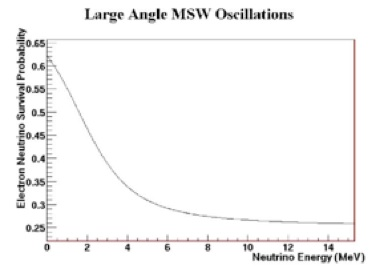 Large Angle MSW Oscillations
Electron Neutrino Survival Probability
0.65
0.6
0.55
0.5
0.45
0.4
0.35
0.3
0.25
0 2 4 6 8 10 12 14
Neutrino Energy (MeV)